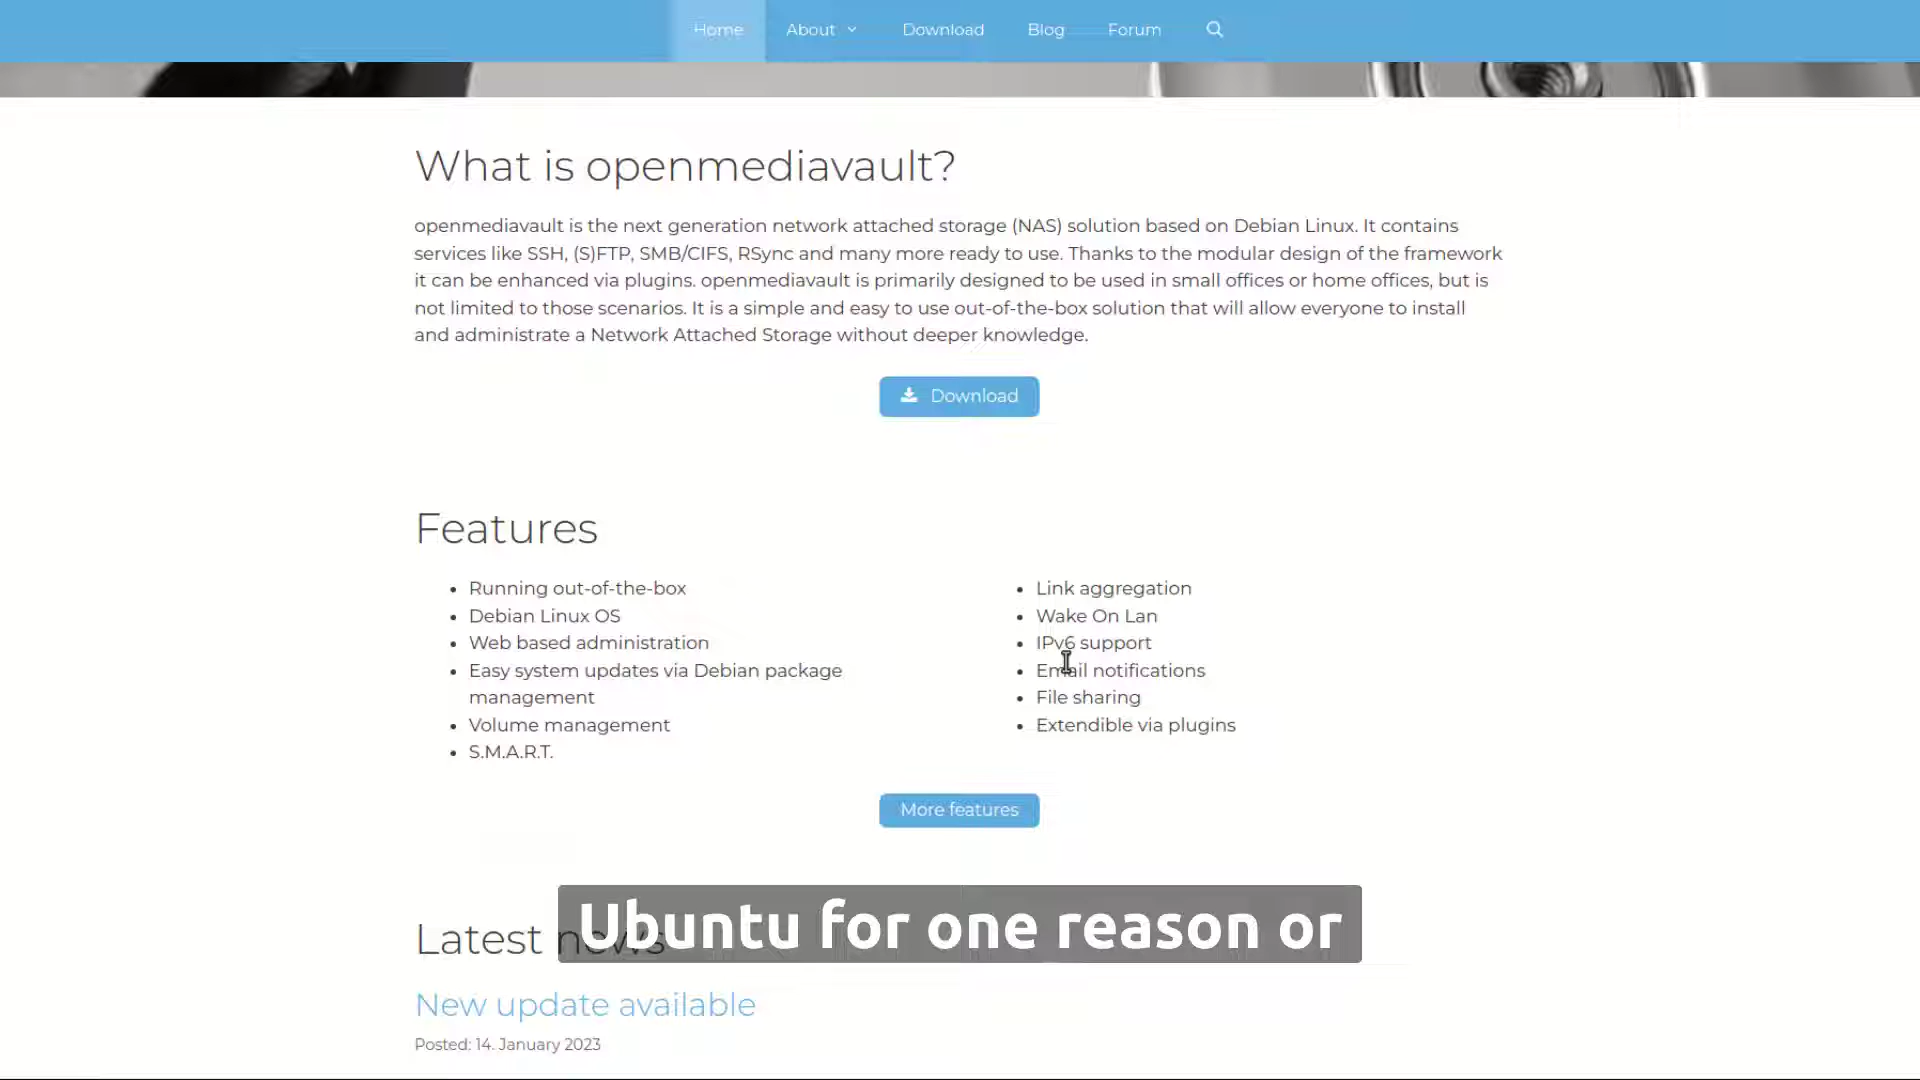 Home About Download Blog Forum
What is openmediavault?
openmediavault is the next generation network attached storage (NAS) solution based on Debian Linux. It contains
services like SSH, (S)FTP, SMB/CIFS, RSync and many more ready to use. Thanks to the modular design of the framework
it can be enhanced via plugins. openmediavault is primarily designed to be used in small offices or home offices, but is
not limited to those scenarios. It is a simple and easy to use out-of-the-box solution that will allow everyone to install
and administrate a Network Attached Storage without deeper knowledge.
Download
Features
• Running out-of-the-box
• Debian Linux OS
• Web based administration
• Easy system updates via Debian package
management
• Volume management
• S.M.A.R.T.
• Link aggregation
• Wake On Lan
• IPv6 support
• Email notifications
• File sharing
• Extendible via plugins
More features
Latest news
Ubuntu for one reason or
New update available
Posted: 14. January 2023